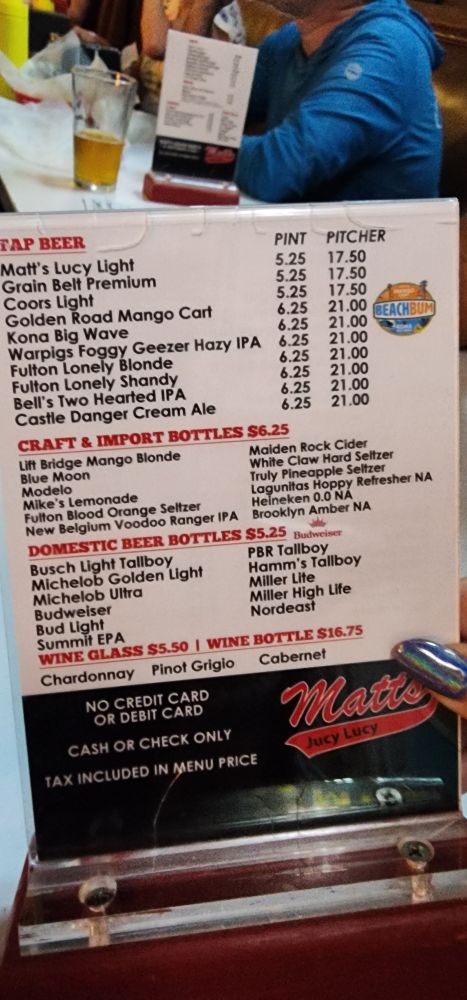 TAP BEER PINT PITCHER
Matt's Lucy Light 5.25 17.50
Grain Belt Premium 5.25 17.50
Coors Light 5.25 17.50
Golden Road Mango Cart 6.25 21.00
Kona Big Wave 6.25 21.00
Warpigs Foggy Geezer Hazy IPA 6.25 21.00
Fulton Lonely Blonde 6.25 21.00
Fulton Lonely Shandy 6.25 21.00
Bell's Two Hearted IPA 6.25 21.00
Castle Danger Cream Ale 6.25 21.00
BEACHBUM
CRAFT & IMPORT BOTTLES $6.25
Lift Bridge Mango Blonde
Blue Moon
Modelo
Mike's Lemonade
Fulton Blood Orange Seltzer
New Belgium Voodoo Ranger IPA
Maiden Rock Cider
White Claw Hard Seltzer
Truly Pineapple Seltzer
Lagunitas Hoppy Refresher NA
Heineken 0.0 NA
Brooklyn Amber NA
DOMESTIC BEER BOTTLES $5.25 Budweiser
Busch Light Tallboy
Michelob Golden Light
Michelob Ultra
Budweiser
Bud Light
Summit EPA
PBR Tallboy
Hamm's Tallboy
Miller Lite
Miller High Life
Nordeast
WINE GLASS $5.50 | WINE BOTTLE $16.75
Chardonnay Pinot Grigio Cabernet
NO CREDIT CARD
OR DEBIT CARD
CASH OR CHECK ONLY
TAX INCLUDED IN MENU PRICE
Matts
Jucy Lucy